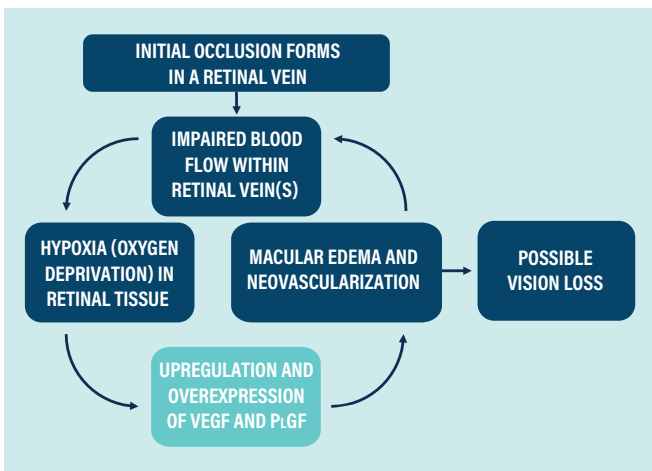 INITIAL OCCLUSION FORMS
IN A RETINAL VEIN
IMPAIRED BLOOD
FLOW WITHIN
RETINAL VEIN(S)
HYPOXIA (OXYGEN
DEPRIVATION) IN
RETINAL TISSUE
MACULAR EDEMA AND
NEOVASCULARIZATION
POSSIBLE
VISION LOSS
UPREGULATION AND
OVEREXPRESSION
OF VEGF AND PLGF